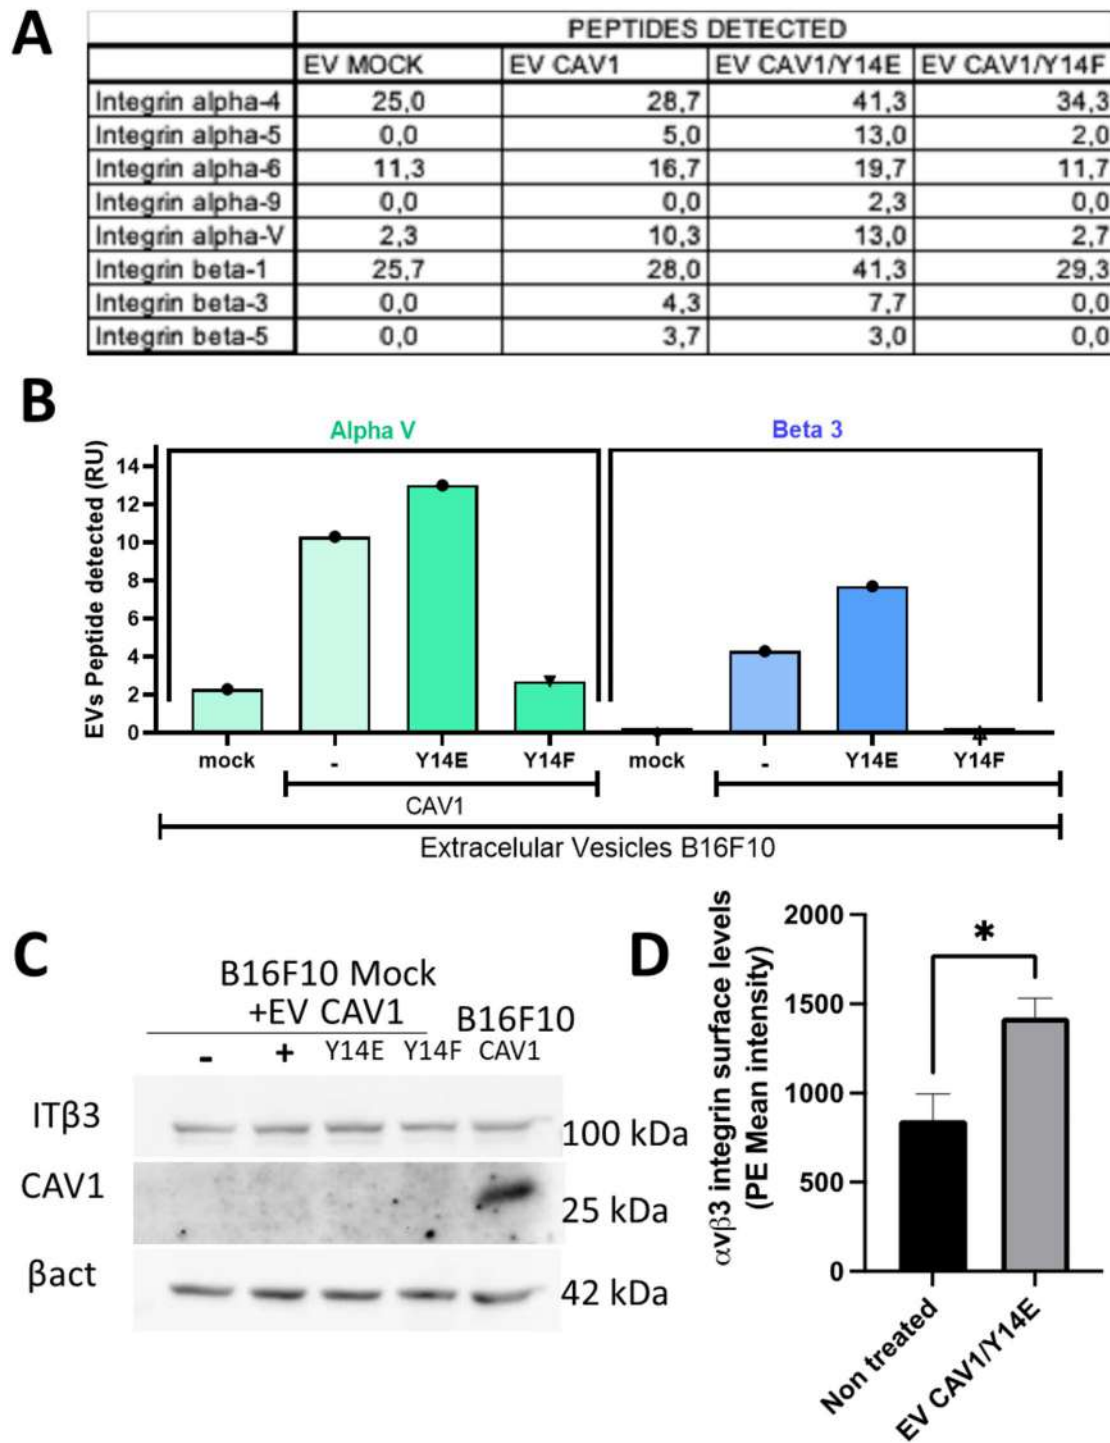 A
PEPTIDES DETECTED
EV MOCK EV CAV1 EV CAV1/Y14E EV CAV1/Y14F
Integrin alpha-4 25,0 28,7 41,3 34,3
Integrin alpha-5 0,0 5,0 13,0 2,0
Integrin alpha-6 11,3 16,7 19,7 11,7
Integrin alpha-9 0,0 0,0 2,3 0,0
Integrin alpha-V 2,3 10,3 13,0 2,7
Integrin beta-1 25,7 28,0 41,3 29,3
Integrin beta-3 0,0 4,3 7,7 0,0
Integrin beta-5 0,0 3,7 3,0 0,0
B
Alpha V Beta 3
EVs Peptide detected (RU)
14
12
10
8
6
4
2
0
mock - Y14E Y14F mock - Y14E Y14F
CAV1
Extracelular Vesicles B16F10
C
B16F10 Mock
+EV CAV1 B16F10
- + Y14E Y14F CAV1
ITβ3 100 kDa
CAV1 25 kDa
βact 42 kDa
D
αvβ3 integrin surface levels
(PE Mean intensity)
2000
1500
1000
500
0
*
Non treated
EV CAV1/Y14E